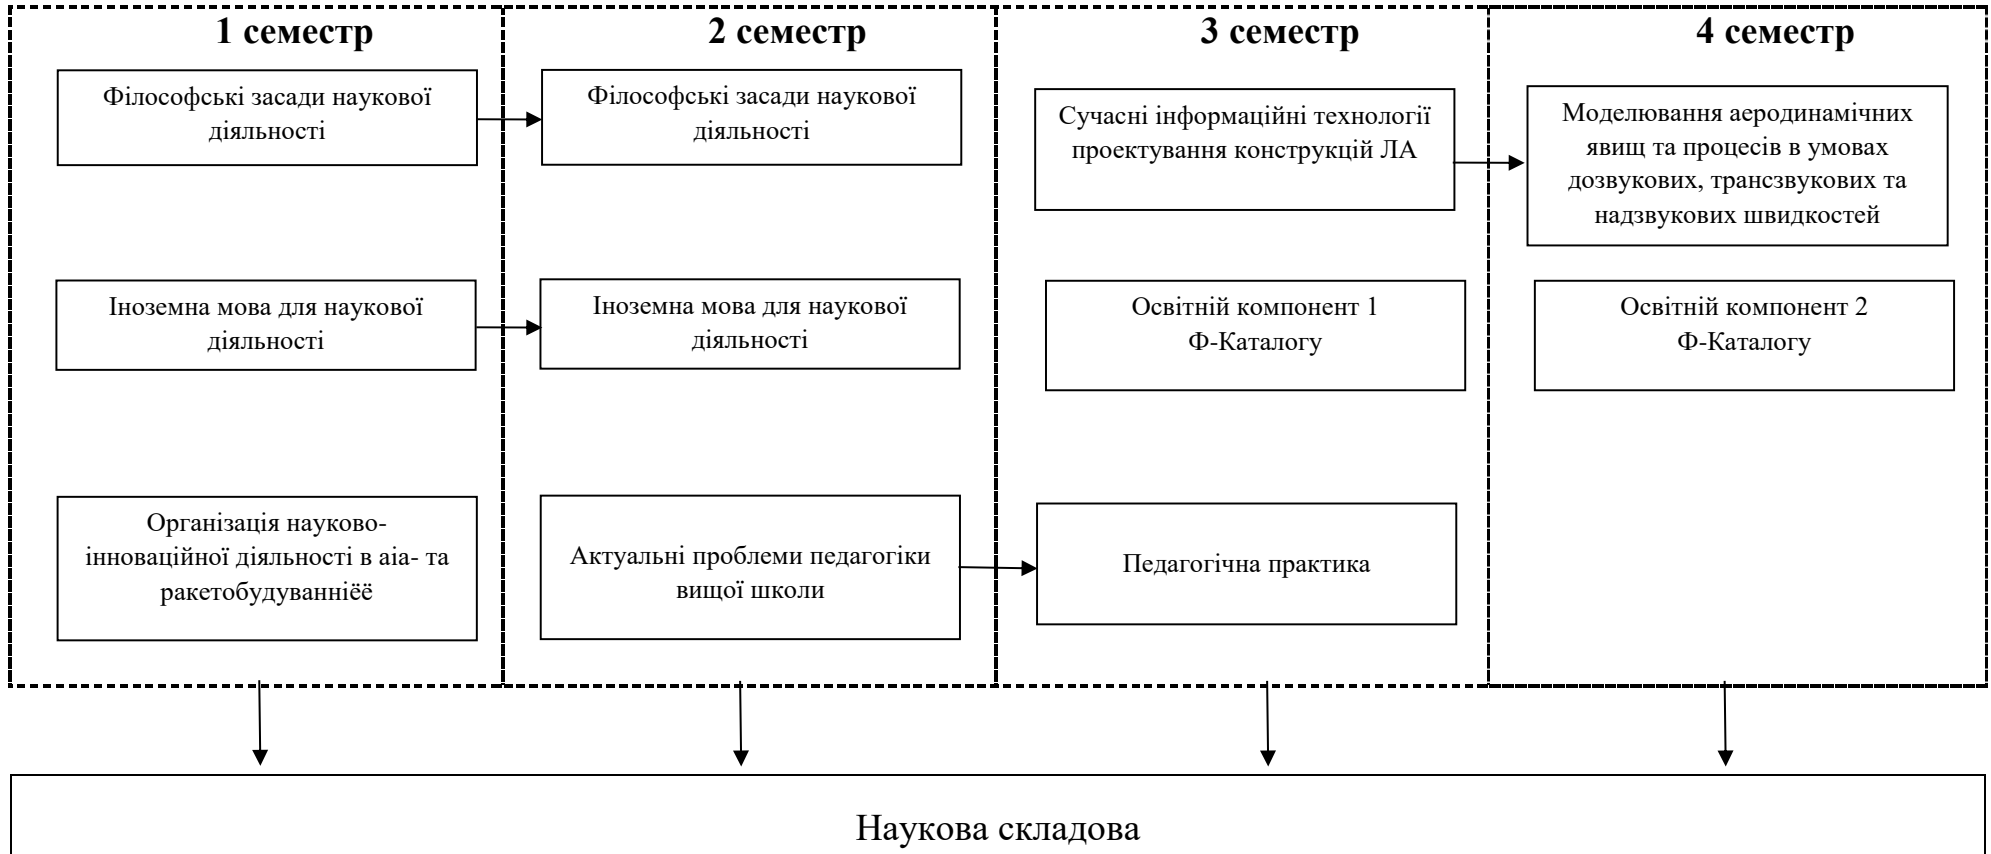 1 семестр
Філософські засади наукової
діяльності
Іноземна мова для наукової
діяльності
Організація науково-
інноваційної діяльності в аіа- та
ракетобудуванніёё
2 семестр
Філософські засади наукової
діяльності
Іноземна мова для наукової
діяльності
Актуальні проблеми педагогіки
вищої школи
3 семестр
Сучасні інформаційні технології
проектування конструкцій ЛА
Освітній компонент 1
Ф-Каталогу
Педагогічна практика
4 семестр
Моделювання аеродинамічних
явищ та процесів в умовах
дозвукових, трансзвукових та
надзвукових швидкостей
Освітній компонент 2
Ф-Каталогу
Наукова складова